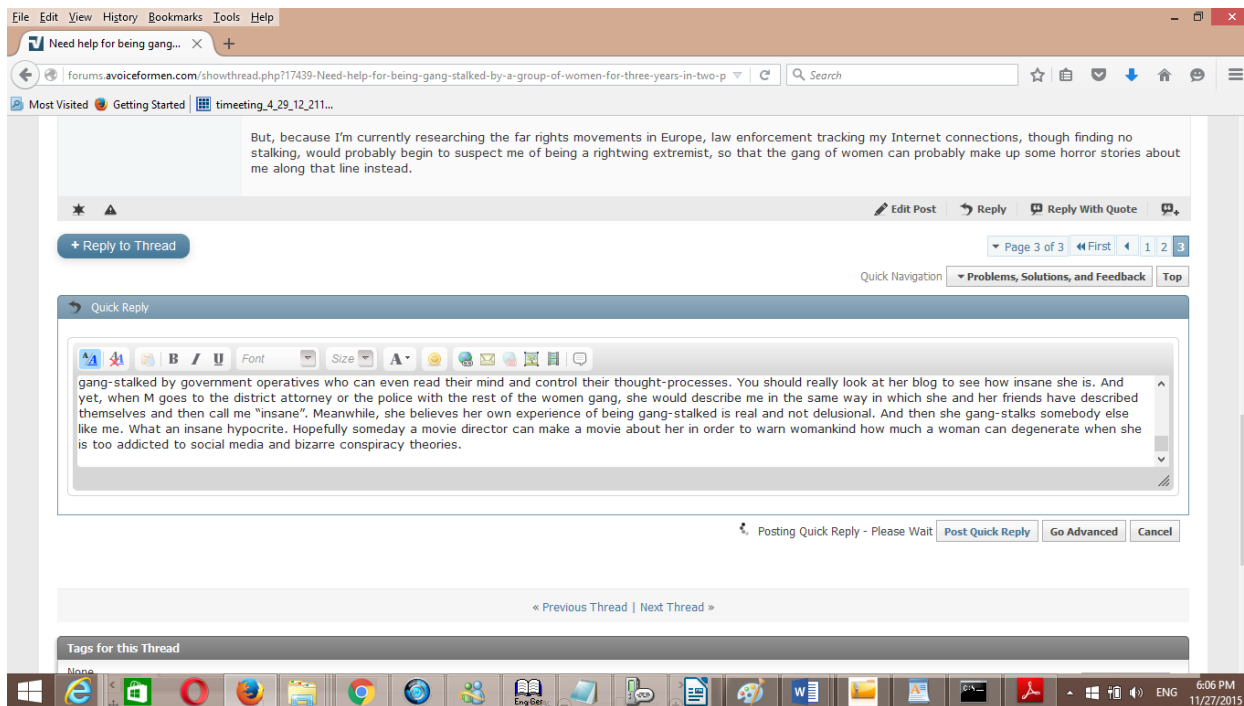 File Edit View History Bookmarks Tools Help
Need help for being gang...
forums.avoiceformen.com/showthread.php?17439-Need-help-for-being-gang-stalked-by-a-group-of-women-for-three-years-in-two-p
Search
Most Visited Getting Started timeeting_4_29_12_211...
But, because I'm currently researching the far rights movements in Europe, law enforcement tracking my Internet connections, though finding no
stalking, would probably begin to suspect me of being a rightwing extremist, so that the gang of women can probably make up some horror stories about
me along that line instead.
Edit Post Reply Reply With Quote
+ Reply to Thread
Page 3 of 3 First 1 2 3
Quick Navigation Problems, Solutions, and Feedback Top
Quick Reply
B I U Font Size A
gang-stalked by government operatives who can even read their mind and control their thought-processes. You should really look at her blog to see how insane she is. And
yet, when M goes to the district attorney or the police with the rest of the women gang, she would describe me in the same way in which she and her friends have described
themselves and then call me “insane”. Meanwhile, she believes her own experience of being gang-stalked is real and not delusional. And then she gang-stalks somebody else
like me. What an insane hypocrite. Hopefully someday a movie director can make a movie about her in order to warn womankind how much a woman can degenerate when she
is too addicted to social media and bizarre conspiracy theories.
Posting Quick Reply - Please Wait Post Quick Reply Go Advanced Cancel
« Previous Thread | Next Thread »
Tags for this Thread
None
ENG 6:06 PM
11/27/2015